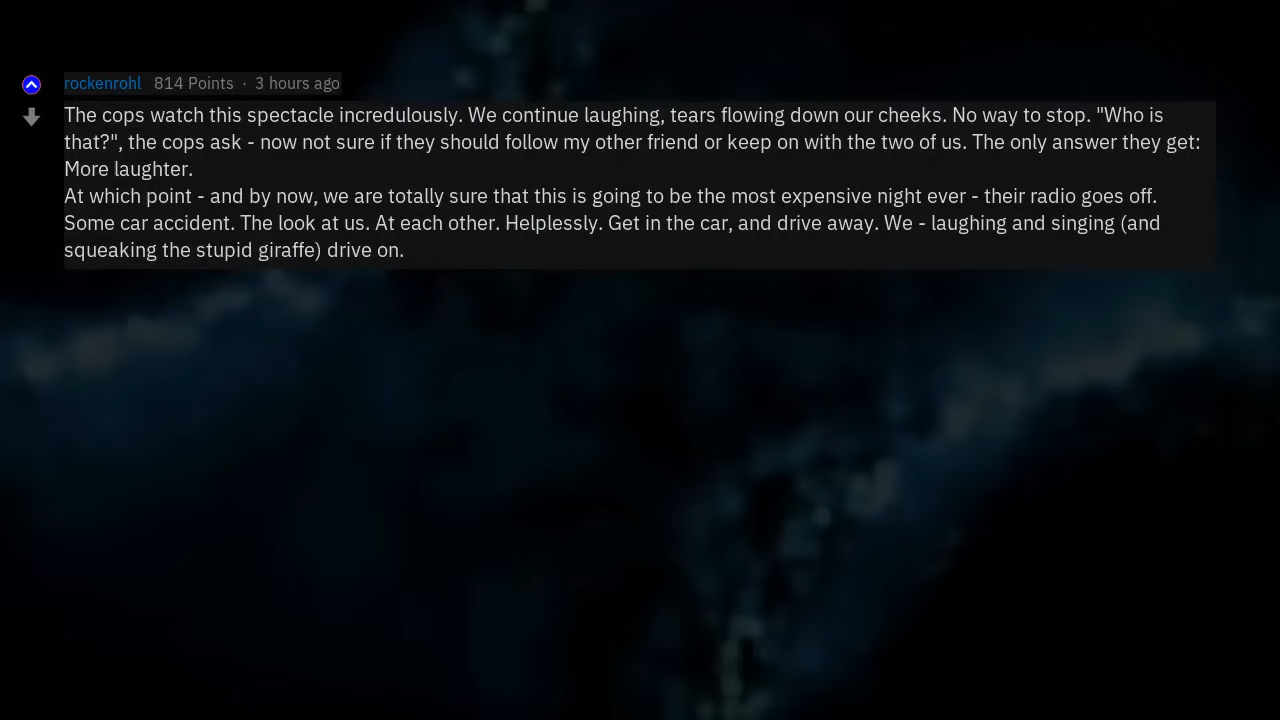 rockenrohl 814 Points · 3 hours ago
The cops watch this spectacle incredulously. We continue laughing, tears flowing down our cheeks. No way to stop. "Who is
that?", the cops ask - now not sure if they should follow my other friend or keep on with the two of us. The only answer they get:
More laughter.
At which point - and by now, we are totally sure that this is going to be the most expensive night ever - their radio goes off.
Some car accident. The look at us. At each other. Helplessly. Get in the car, and drive away. We - laughing and singing (and
squeaking the stupid giraffe) drive on.